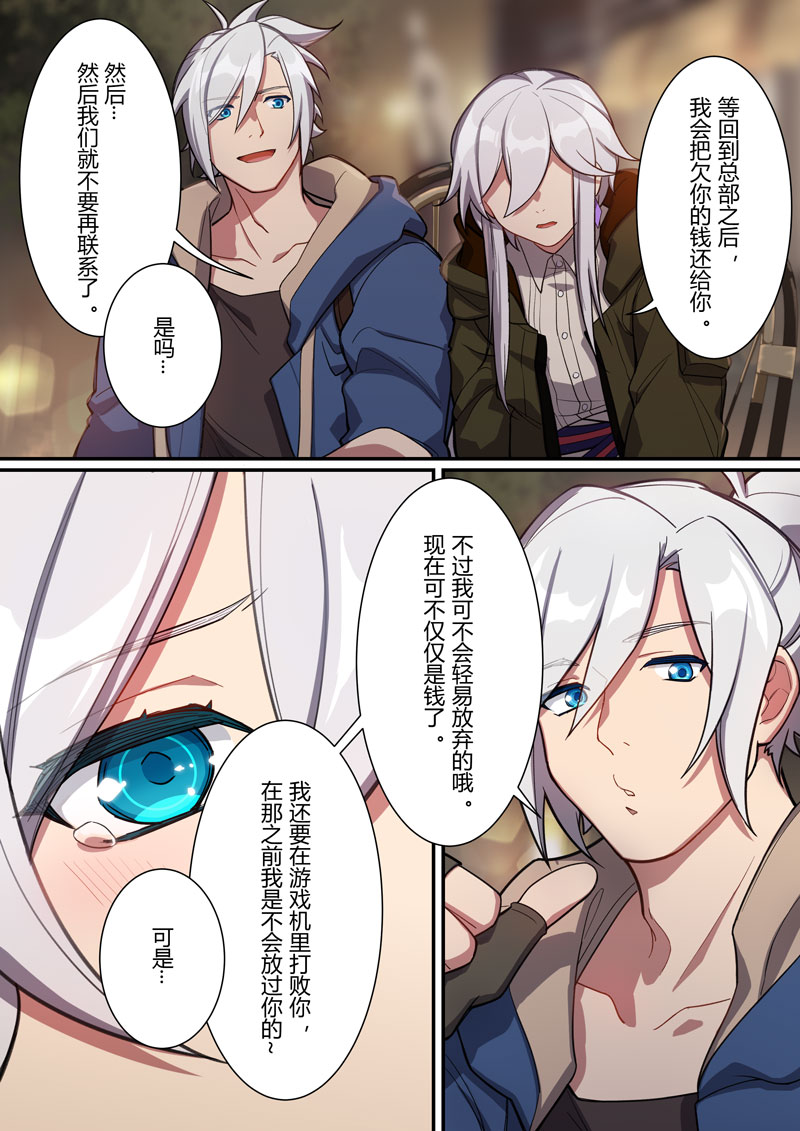 等回到总部之后，
我会把欠你的钱还给你。
然后…
然后我们就不要再联系了。
是吗…
不过我可不会轻易放弃的哦。
现在可不仅仅是钱了。
我还要在游戏机里打败你，
在那之前我是不会放过你的~
可是…